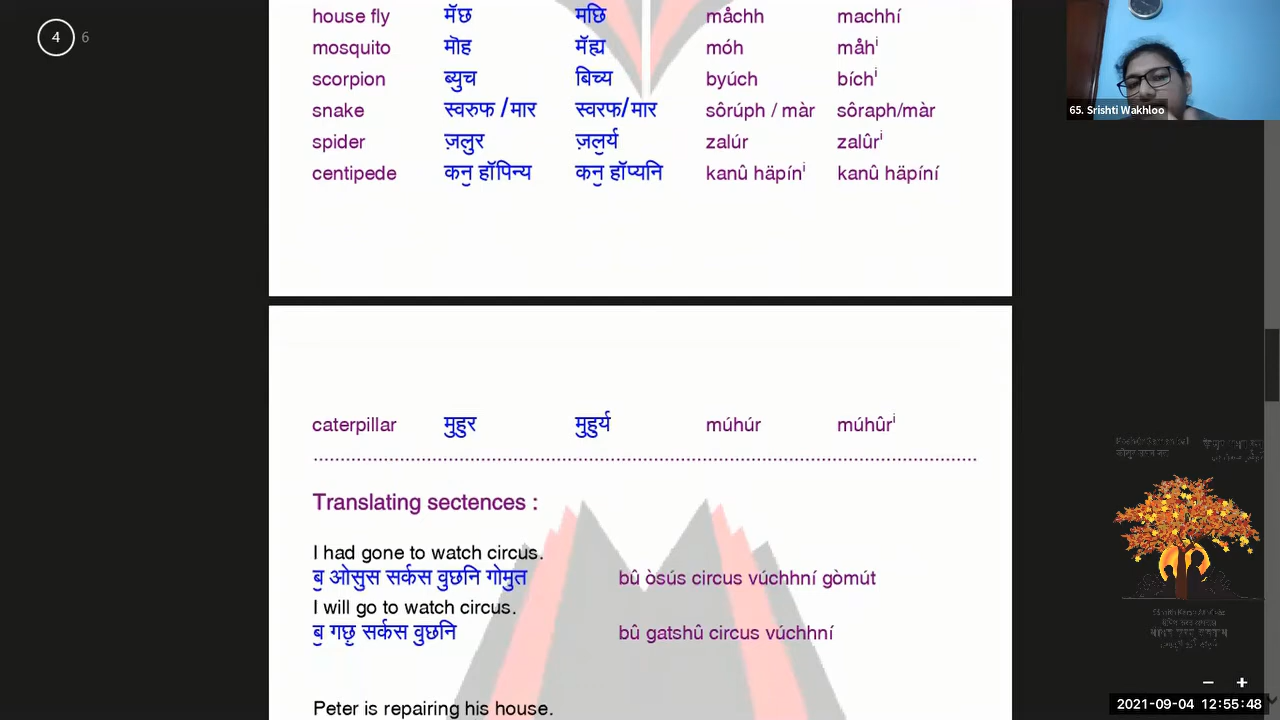 4 6
house fly मॅछ मछि måchh machhí
mosquito मॊह मॅह्य móh måhⁱ
scorpion ब्युच बिच्य byúch bíchⁱ
snake स्वरुफ /मार स्वरफ/मार sôrúph / màr sôraph/màr
spider ज़लुर ज़लॖर्य zalúr zalûrⁱ
centipede कनॖ हॉपिन्य कनॖ हॉप्यनि kanû häpínⁱ kanû häpíní
65. Srishti Wakhloo
caterpillar मुहुर मुहुर्य múhúr múhûrⁱ
Translating sectences :
I had gone to watch circus.
बॖ ओसुस सर्कस वुछनि गोमुत bû òsús circus vúchhní gòmút
I will go to watch circus.
बॖ गछ़ॖ सर्कस वुछनि bû gatshû circus vúchhní
Peter is repairing his house.
2021-09-04 12:55:48